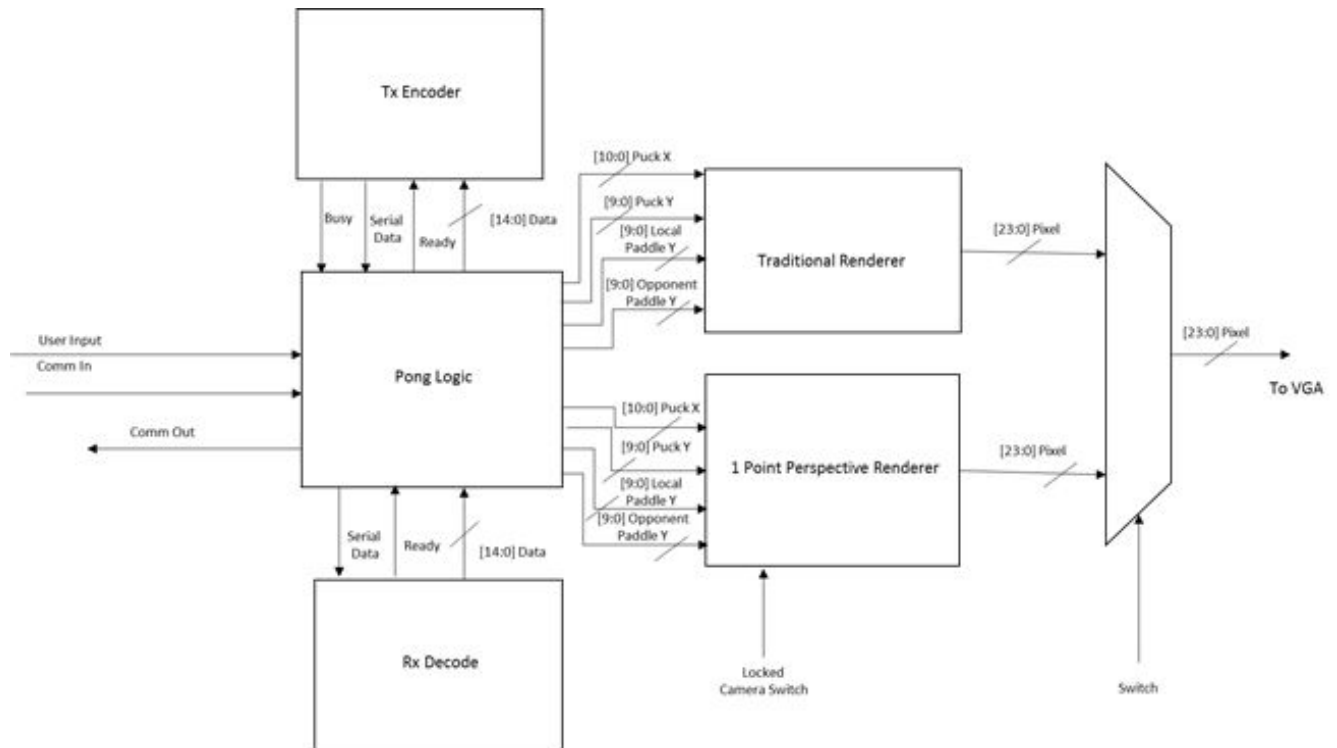 Tx Encoder
Busy
Serial
Data
Ready
[14:0] Data
[10:0] Puck X
[9:0] Puck Y
[9:0] Local
Paddle Y
[9:0] Opponent
Paddle Y
Traditional Renderer
[23:0] Pixel
User Input
Comm In
Comm Out
Pong Logic
[23:0] Pixel
To VGA
[10:0] Puck X
[9:0] Puck Y
[9:0] Local
Paddle Y
[9:0] Opponent
Paddle Y
1 Point Perspective Renderer
[23:0] Pixel
Serial
Data
Ready
[14:0] Data
Rx Decode
Locked
Camera Switch
Switch